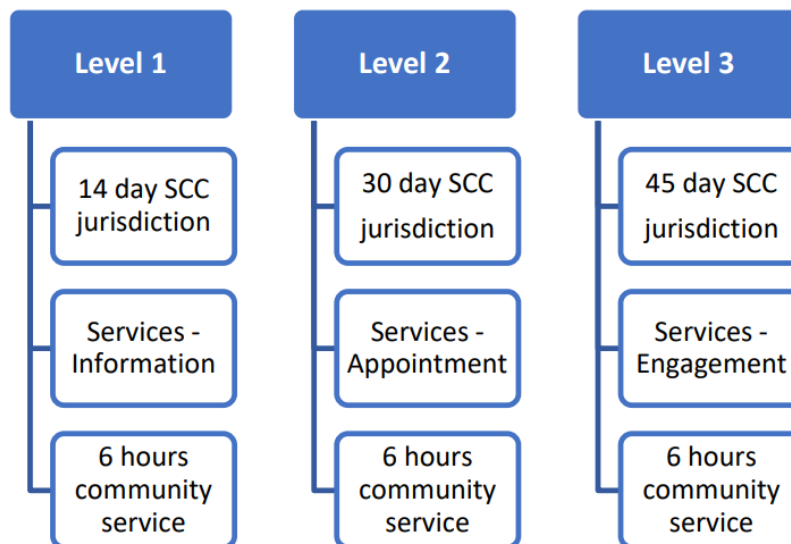 Level 1
14 day SCC
jurisdiction
Services -
Information
6 hours
community
service
Level 2
30 day SCC
jurisdiction
Services -
Appointment
6 hours
community
service
Level 3
45 day SCC
jurisdiction
Services -
Engagement
6 hours
community
service